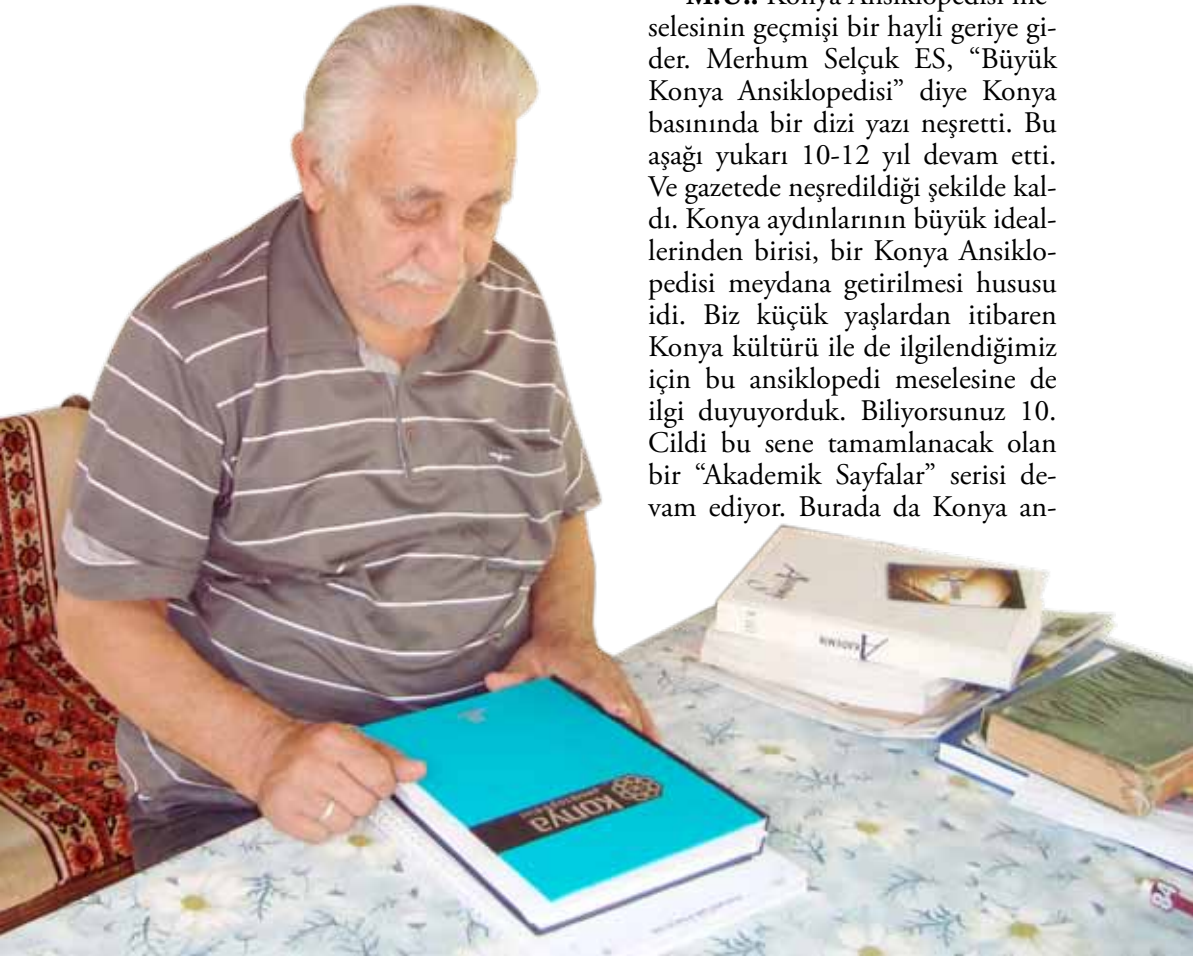 M.U.: Konya Ansiklopedisi me-
selesinin geçmişi bir hayli geriye gi-
der. Merhum Selçuk ES, “Büyük
Konya Ansiklopedisi” diye Konya
basınında bir dizi yazı neşretti. Bu
aşağı yukarı 10-12 yıl devam etti.
Ve gazetede neşredildiği şekilde kal-
dı. Konya aydınlarının büyük ideal-
lerinden birisi, bir Konya Ansiklo-
pedisi meydana getirilmesi hususu
idi. Biz küçük yaşlardan itibaren
Konya kültürü ile de ilgilendiğimiz
için bu ansiklopedi meselesine de
ilgi duyuyorduk. Biliyorsunuz 10.
Cildi bu sene tamamlanacak olan
bir “Akademik Sayfalar” serisi de-
vam ediyor. Burada da Konya an-
AKADEMİK
konya